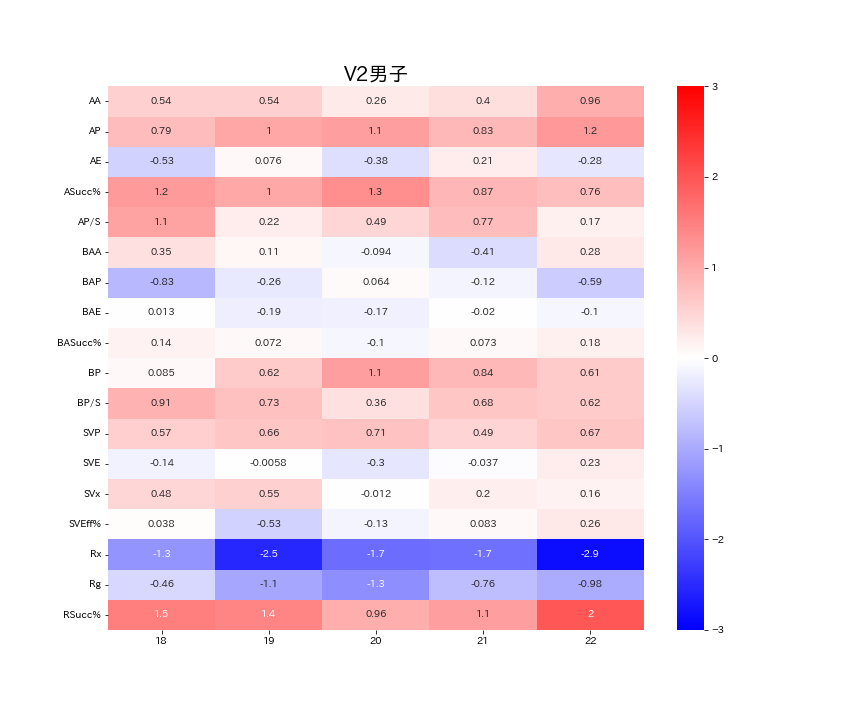 V2男子
AA 0.54 0.54 0.26 0.4 0.96
AP 0.79 1 1.1 0.83 1.2
AE -0.53 0.076 -0.38 0.21 -0.28
ASucc% 1.2 1 1.3 0.87 0.76
AP/S 1.1 0.22 0.49 0.77 0.17
BAA 0.35 0.11 -0.094 -0.41 0.28
BAP -0.83 -0.26 0.064 -0.12 -0.59
BAE 0.013 -0.19 -0.17 -0.02 -0.1
BASucc% 0.14 0.072 -0.1 0.073 0.18
BP 0.085 0.62 1.1 0.84 0.61
BP/S 0.91 0.73 0.36 0.68 0.62
SVP 0.57 0.66 0.71 0.49 0.67
SVE -0.14 -0.0058 -0.3 -0.037 0.23
SVx 0.48 0.55 -0.012 0.2 0.16
SVEff% 0.038 -0.53 -0.13 0.083 0.26
Rx -1.3 -2.5 -1.7 -1.7 -2.9
Rg -0.46 -1.1 -1.3 -0.76 -0.98
RSucc% 1.5 1.4 0.96 1.1 2
18 19 20 21 22
3
2
1
0
−1
−2
−3